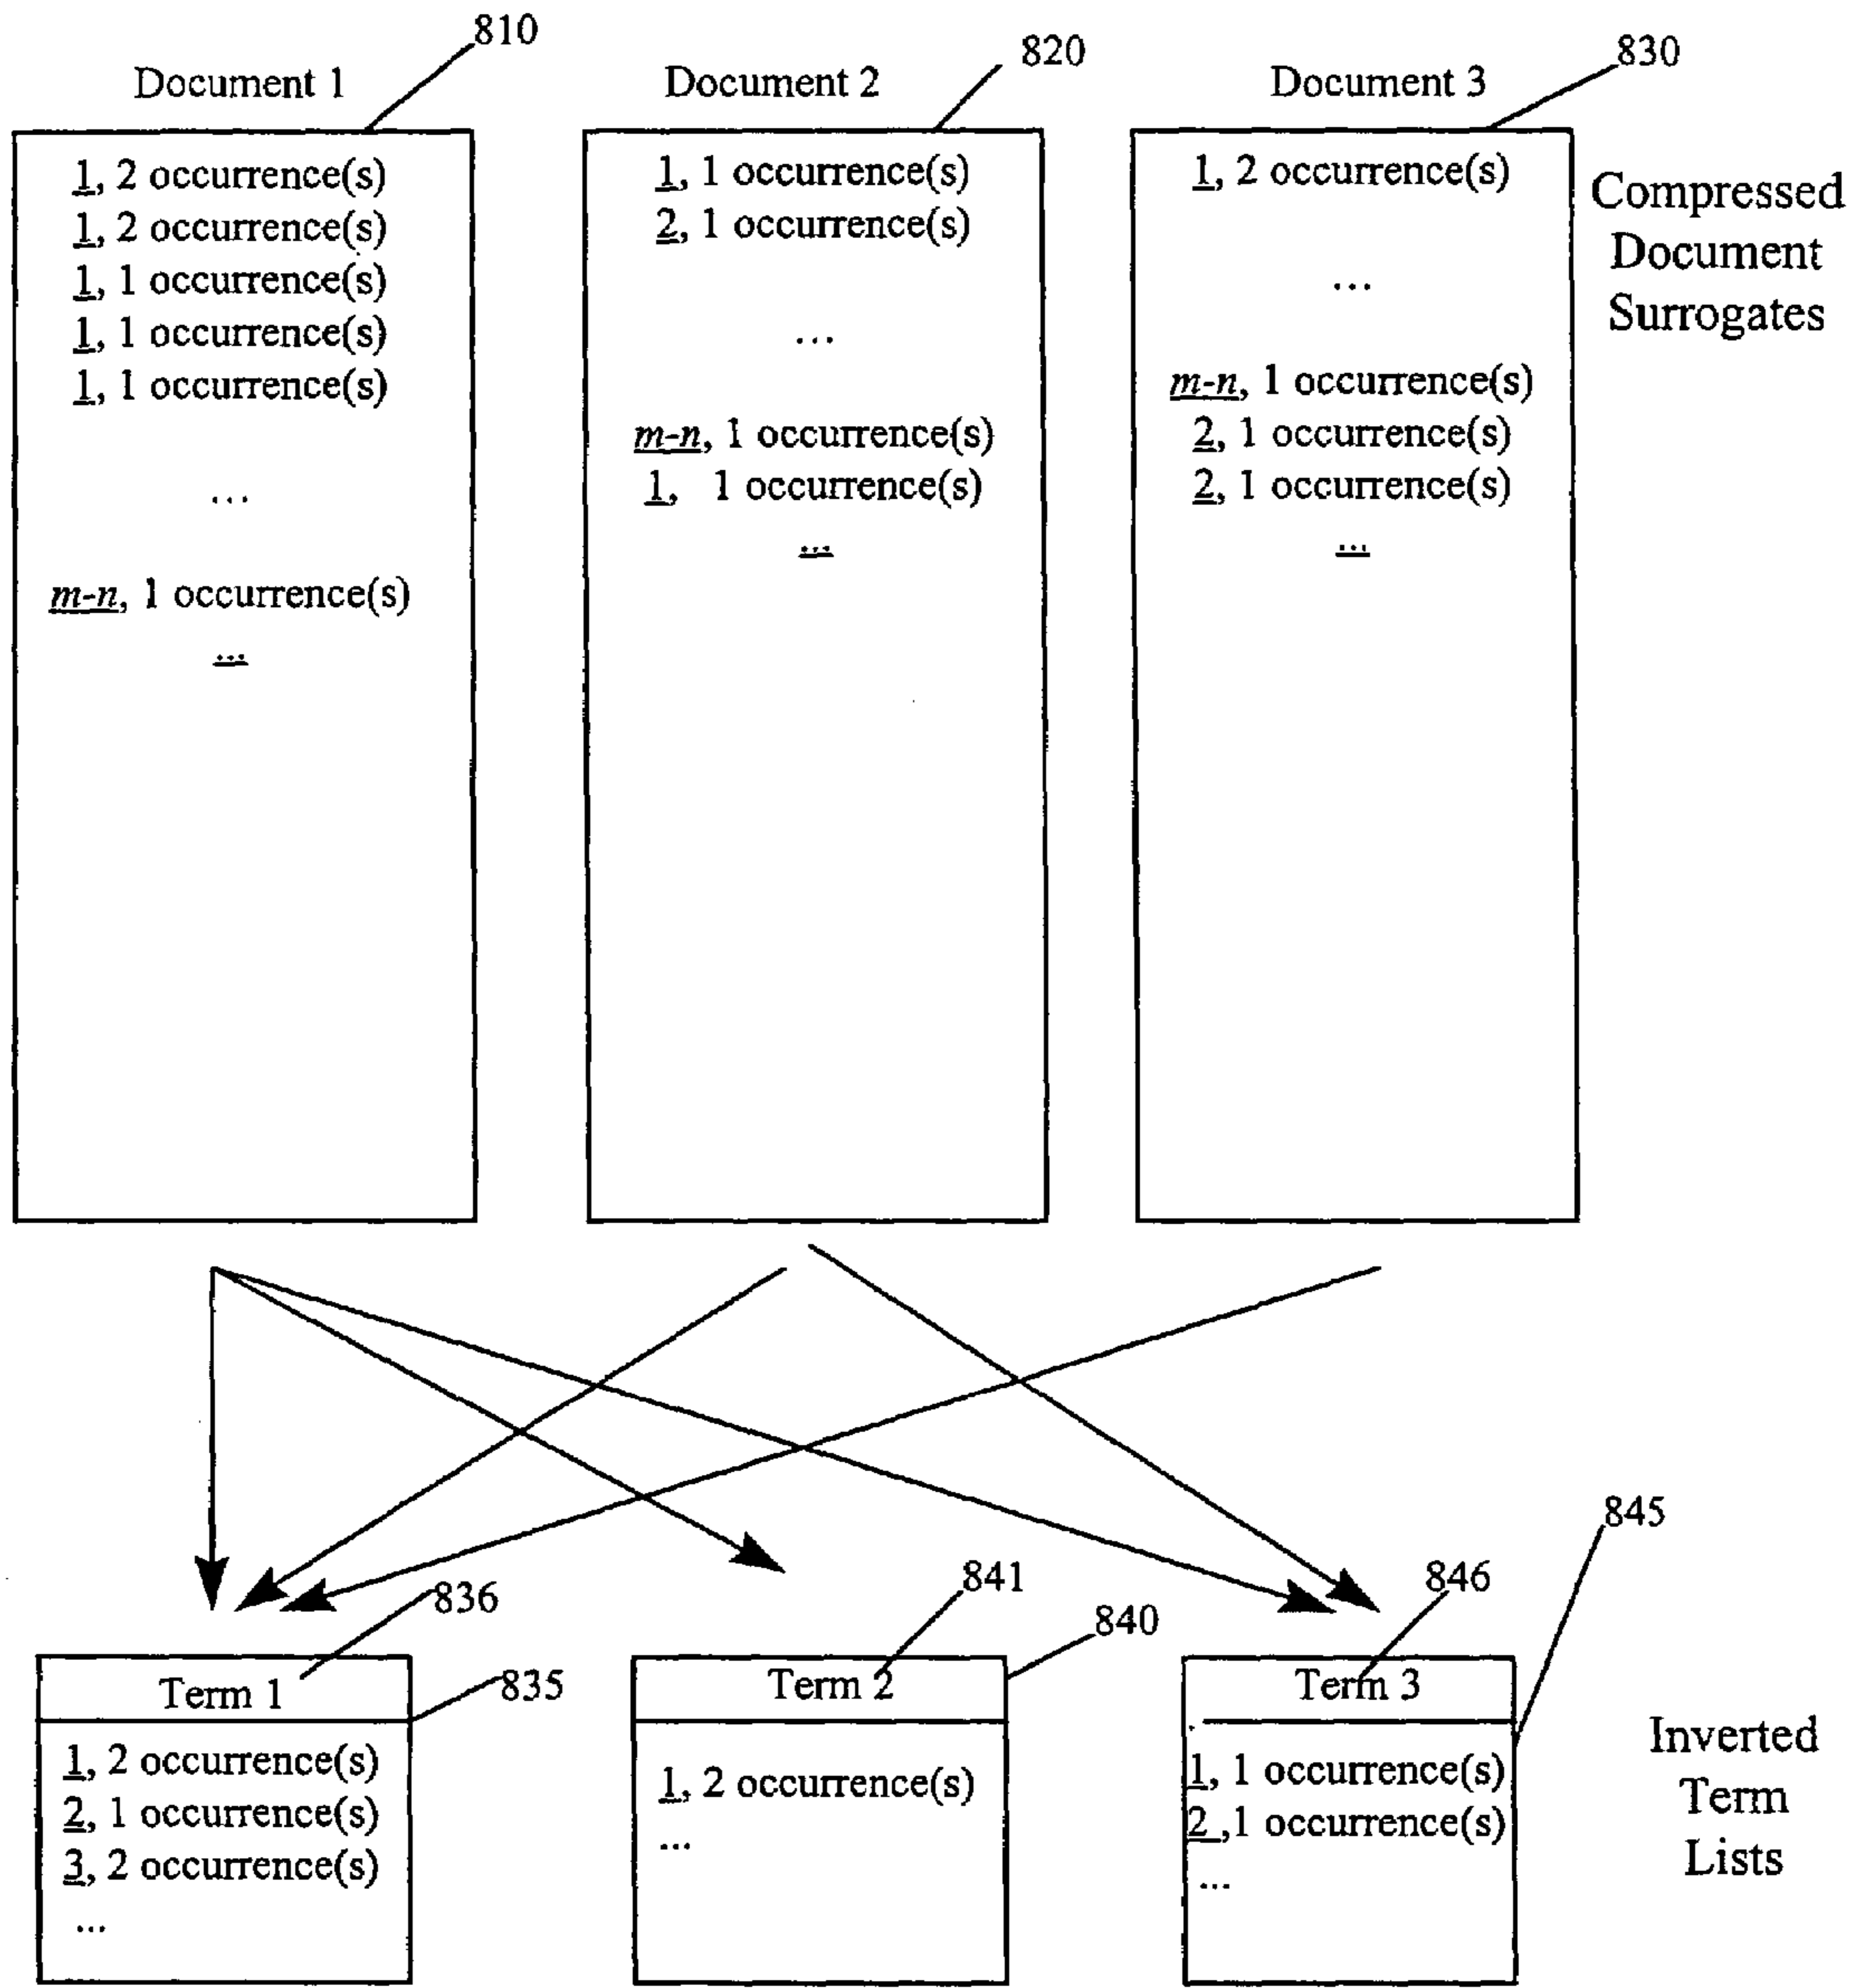 810
820
830
Document 1
Document 2
Document 3
1, 2 occurrence(s)
1, 2 occurrence(s)
1, 1 occurrence(s)
1, 1 occurrence(s)
1, 1 occurrence(s)
...
m-n, 1 occurrence(s)
...
1, 1 occurrence(s)
2, 1 occurrence(s)
...
m-n, 1 occurrence(s)
1, 1 occurrence(s)
...
1, 2 occurrence(s)
...
m-n, 1 occurrence(s)
2, 1 occurrence(s)
2, 1 occurrence(s)
...
Compressed
Document
Surrogates
836
835
Term 1
1, 2 occurrence(s)
2, 1 occurrence(s)
3, 2 occurrence(s)
...
841
840
Term 2
1, 2 occurrence(s)
...
846
845
Term 3
1, 1 occurrence(s)
2 ,1 occurrence(s)
...
Inverted
Term
Lists